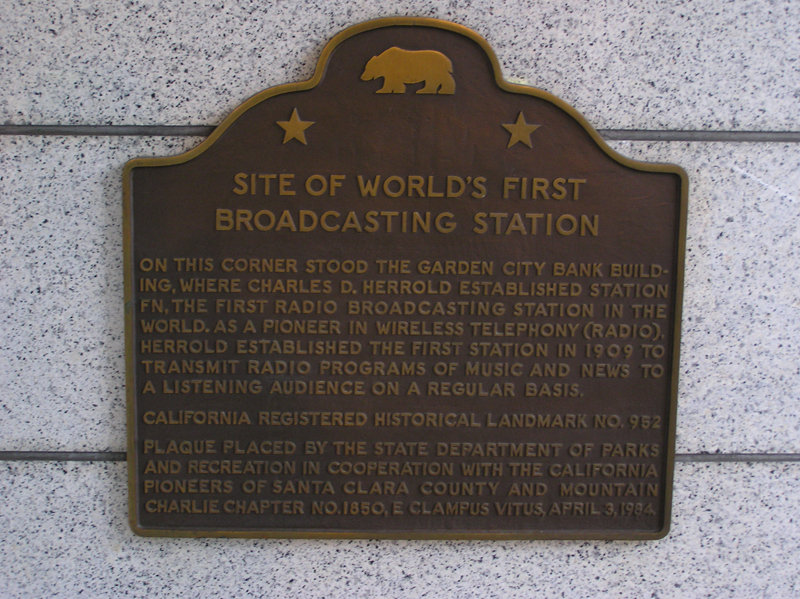 SITE OF WORLD'S FIRST
BROADCASTING STATION
ON THIS CORNER STOOD THE GARDEN CITY BANK BUILD-
ING, WHERE CHARLES D. HERROLD ESTABLISHED STATION
FN, THE FIRST RADIO BROADCASTING STATION IN THE
WORLD. AS A PIONEER IN WIRELESS TELEPHONY (RADIO),
HERROLD ESTABLISHED THE FIRST STATION IN 1909 TO
TRANSMIT RADIO PROGRAMS OF MUSIC AND NEWS TO
A LISTENING AUDIENCE ON A REGULAR BASIS.
CALIFORNIA REGISTERED HISTORICAL LANDMARK NO. 952
PLAQUE PLACED BY THE STATE DEPARTMENT OF PARKS
AND RECREATION IN COOPERATION WITH THE CALIFORNIA
PIONEERS OF SANTA CLARA COUNTY AND MOUNTAIN
CHARLIE CHAPTER NO. 1850, E CLAMPUS VITUS, APRIL 3, 1984.